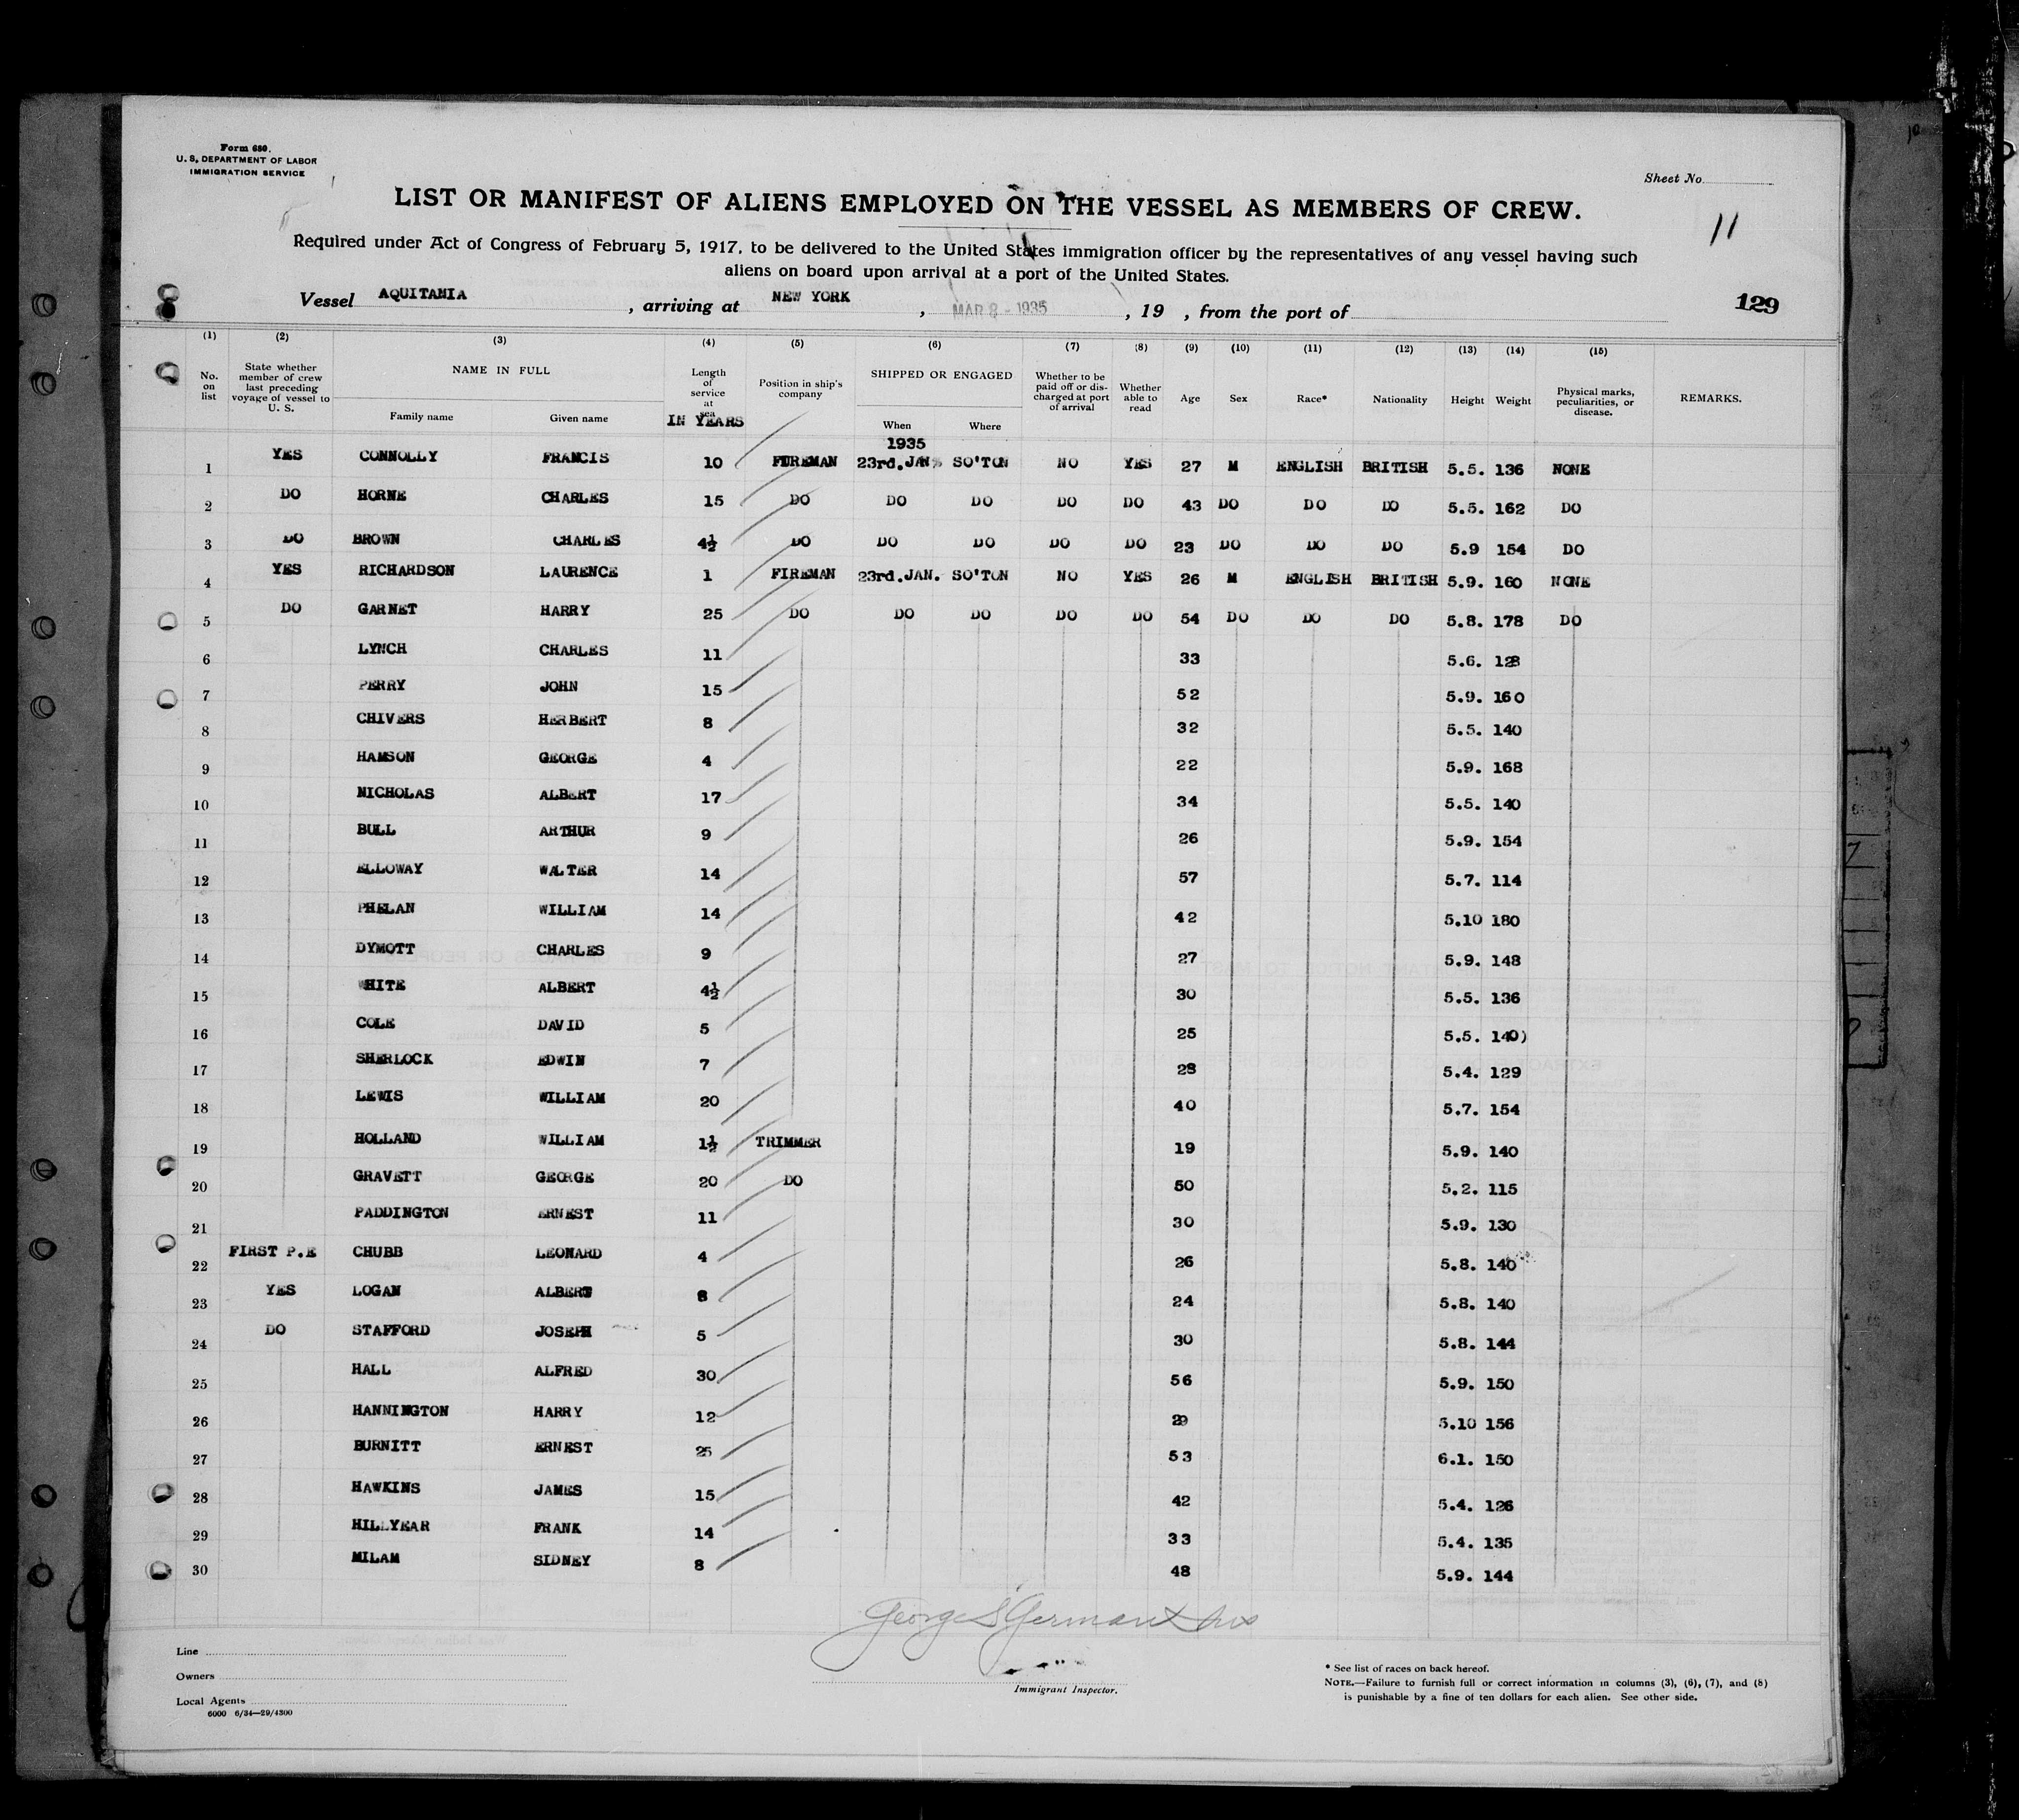 Form 680.
U. S. DEPARTMENT OF LABOR
IMMIGRATION SERVICE
Sheet No.
LIST OR MANIFEST OF ALIENS EMPLOYED ON THE VESSEL AS MEMBERS OF CREW.
11
Required under Act of Congress of February 5, 1917, to be delivered to the United States immigration officer by the representatives of any vessel having such
aliens on board upon arrival at a port of the United States.
Vessel AQUITANIA, arriving at NEW YORK, MAR 8 - 1935, 19 , from the port of
129
(1) (2) (3) (4) (5) (6) (7) (8) (9) (10) (11) (12) (13) (14) (15)
No. on list State whether member of crew last preceding voyage of vessel to U. S. NAME IN FULL Family name Given name Length of service at sea IN YEARS Position in ship's company SHIPPED OR ENGAGED When Where Whether to be paid off or discharged at port of arrival Whether able to read Age Sex Race* Nationality Height Weight Physical marks, peculiarities, or disease. REMARKS.
1935
1 YES CONNOLLY FRANCIS 10 FIREMAN 23rd.JAN. SO'TON NO YES 27 M ENGLISH BRITISH 5.5. 136 NONE
2 DO HORNE CHARLES 15 DO DO DO DO DO 43 DO DO DO 5.5. 162 DO
3 DO BROWN CHARLES 4½ DO DO DO DO DO 23 DO DO DO 5.9 154 DO
4 YES RICHARDSON LAURENCE 1 FIREMAN 23rd.JAN. SO'TON NO YES 26 M ENGLISH BRITISH 5.9. 160 NONE
5 DO GARNET HARRY 25 DO DO DO DO DO 54 DO DO DO 5.8. 178 DO
6 LYNCH CHARLES 11 33 5.6. 128
7 PERRY JOHN 15 52 5.9. 160
8 CHIVERS HERBERT 8 32 5.5. 140
9 HAMSON GEORGE 4 22 5.9. 168
10 NICHOLAS ALBERT 17 34 5.5. 140
11 BULL ARTHUR 9 26 5.9. 154
12 ELLOWAY WALTER 14 57 5.7. 114
13 PHELAN WILLIAM 14 42 5.10 180
14 DYMOTT CHARLES 9 27 5.9. 148
15 WHITE ALBERT 4½ 30 5.5. 136
16 COLE DAVID 5 25 5.5. 140)
17 SHERLOCK EDWIN 7 28 5.4. 129
18 LEWIS WILLIAM 20 40 5.7. 154
19 HOLLAND WILLIAM 1½ TRIMMER 19 5.9. 140
20 GRAVETT GEORGE 20 DO 50 5.2. 115
21 PADDINGTON ERNEST 11 30 5.9. 130
22 FIRST P.E CHUBB LEONARD 4 26 5.8. 140
23 YES LOGAN ALBERT 8 24 5.8. 140
24 DO STAFFORD JOSEPH 5 30 5.8. 144
25 HALL ALFRED 30 56 5.9. 150
26 HANNINGTON HARRY 12 29 5.10 156
27 BURNITT ERNEST 25 53 6.1. 150
28 HAWKINS JAMES 15 42 5.4. 126
29 HILLYEAR FRANK 14 33 5.4. 135
30 MILAM SIDNEY 8 48 5.9. 144
George S
Immigrant Inspector.
Line
Owners
Local Agents
6000 6/34—29/4300
* See list of races on back hereof.
NOTE.—Failure to furnish full or correct information in columns (3), (6), (7), and (8)
is punishable by a fine of ten dollars for each alien. See other side.